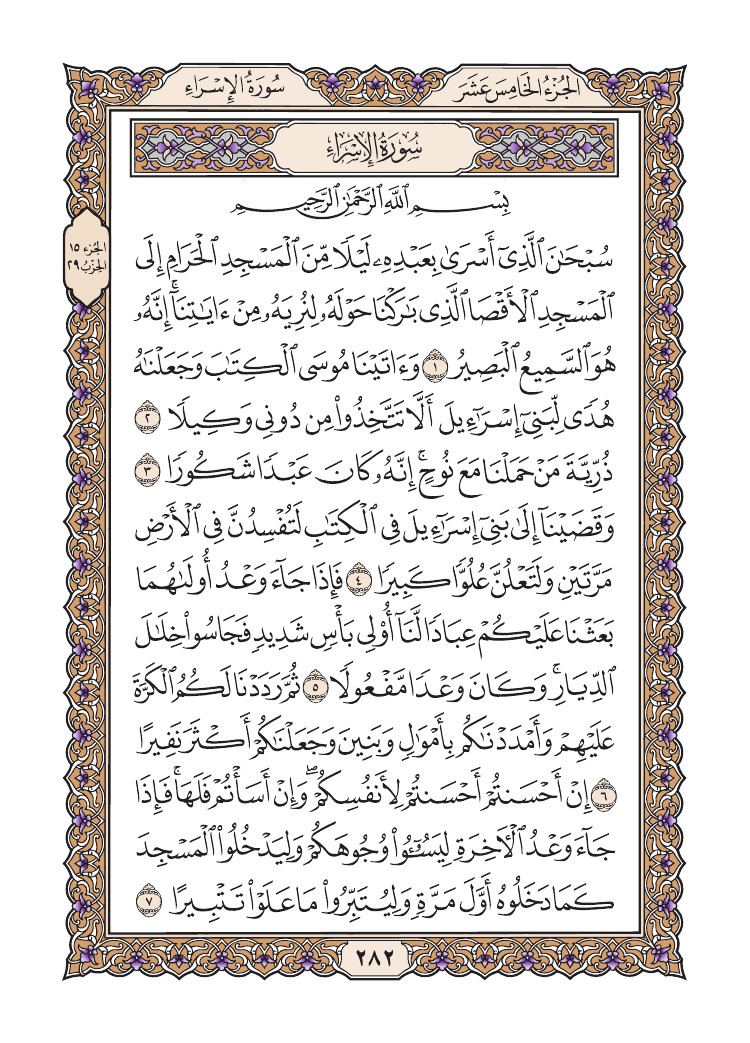 سُورَةُ الإِسْرَاءِ
الجُزْءُ الخَامِسَ عَشَرَ
سُورَةُ الإِسْرَاءِ
الجُزء ١٥
الحِزْبُ ٢٩
بِسْمِ ٱللَّهِ ٱلرَّحْمَٰنِ ٱلرَّحِيمِ
سُبْحَٰنَ ٱلَّذِىٓ أَسْرَىٰ بِعَبْدِهِۦ لَيْلًا مِّنَ ٱلْمَسْجِدِ ٱلْحَرَامِ إِلَى
ٱلْمَسْجِدِ ٱلْأَقْصَا ٱلَّذِى بَٰرَكْنَا حَوْلَهُۥ لِنُرِيَهُۥ مِنْ ءَايَٰتِنَآ ۚ إِنَّهُۥ
هُوَ ٱلسَّمِيعُ ٱلْبَصِيرُ ١ وَءَاتَيْنَا مُوسَى ٱلْكِتَٰبَ وَجَعَلْنَٰهُ
هُدًى لِّبَنِىٓ إِسْرَٰٓءِيلَ أَلَّا تَتَّخِذُوا۟ مِن دُونِى وَكِيلًا ٢
ذُرِّيَّةَ مَنْ حَمَلْنَا مَعَ نُوحٍ ۚ إِنَّهُۥ كَانَ عَبْدًا شَكُورًا ٣
وَقَضَيْنَآ إِلَىٰ بَنِىٓ إِسْرَٰٓءِيلَ فِى ٱلْكِتَٰبِ لَتُفْسِدُنَّ فِى ٱلْأَرْضِ
مَرَّتَيْنِ وَلَتَعْلُنَّ عُلُوًّا كَبِيرًا ٤ فَإِذَا جَآءَ وَعْدُ أُولَىٰهُمَا
بَعَثْنَا عَلَيْكُمْ عِبَادًا لَّنَآ أُو۟لِى بَأْسٍ شَدِيدٍ فَجَاسُوا۟ خِلَٰلَ
ٱلدِّيَارِ ۚ وَكَانَ وَعْدًا مَّفْعُولًا ٥ ثُمَّ رَدَدْنَا لَكُمُ ٱلْكَرَّةَ
عَلَيْهِمْ وَأَمْدَدْنَٰكُم بِأَمْوَٰلٍ وَبَنِينَ وَجَعَلْنَٰكُمْ أَكْثَرَ نَفِيرًا
٦ إِنْ أَحْسَنتُمْ أَحْسَنتُمْ لِأَنفُسِكُمْ ۖ وَإِنْ أَسَأْتُمْ فَلَهَا ۚ فَإِذَا
جَآءَ وَعْدُ ٱلْءَاخِرَةِ لِيَسُۥٓـُٔوا۟ وُجُوهَكُمْ وَلِيَدْخُلُوا۟ ٱلْمَسْجِدَ
كَمَا دَخَلُوهُ أَوَّلَ مَرَّةٍ وَلِيُتَبِّرُوا۟ مَا عَلَوْا۟ تَتْبِيرًا ٧
٢٨٢